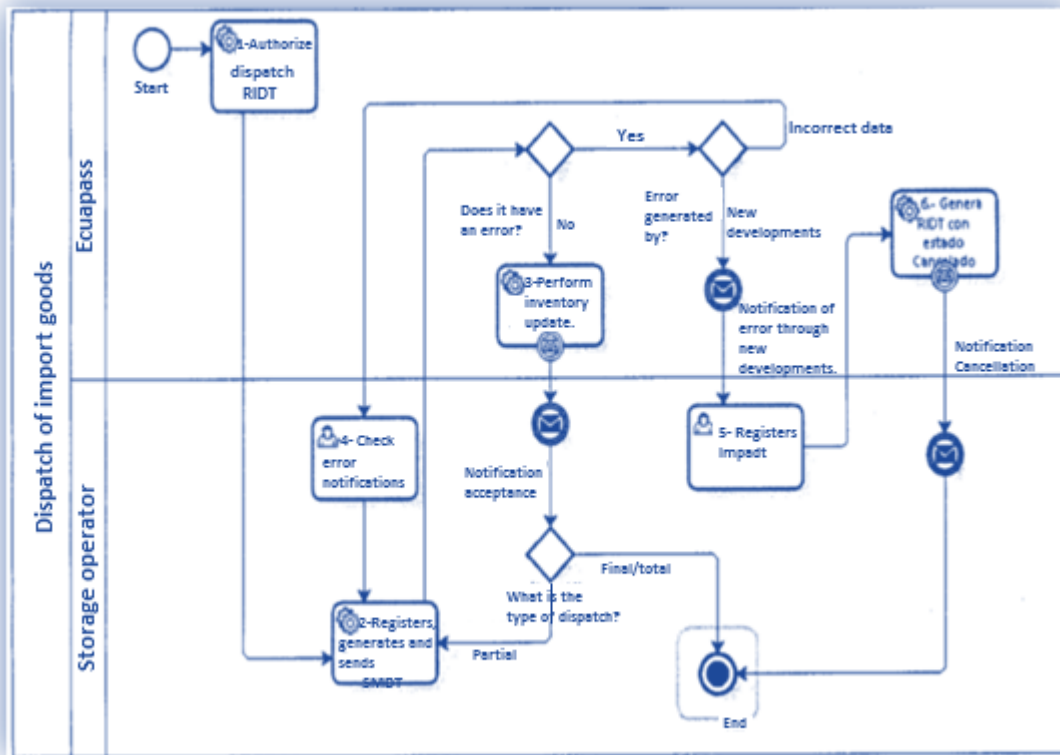 Dispatch of import goods
Ecuapass
Storage operator
Start
1-Authorize
dispatch
RIDT
Yes
Incorrect data
Does it have
an error?
No
Error
generated
by?
New
developments
6.- Genera
RIDT con
estado
Cancelado
3-Perform
inventory
update.
Notification of
error through
new
developments.
Notification
Cancellation
4- Check
error
notifications
5- Registers
Impadt
Notification
acceptance
Final/total
What is the
type of dispatch?
2-Registers,
generates and
sends
SMDT
Partial
End